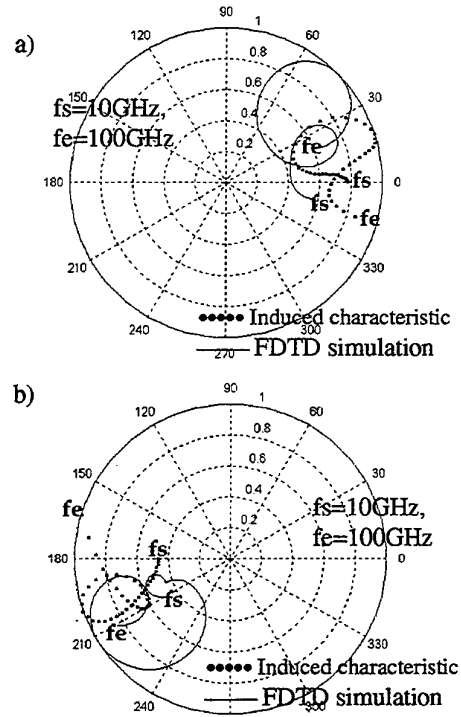 a)
90
1
120
60
0.8
0.6
0.4
30
fs=10GHz,
fe=100GHz
0.2
fe
180
fs
0
fs
fe
210
330
240
300
●●●●● Induced characteristic
270
FDTD simulation
b)
90
1
120
60
0.8
0.6
150
0.4
30
fe
0.2
fs=10GHz,
fe=100GHz
fs
180
0
fs
fe
210
330
240
●●●●● Induced characteristic
300
FDTD simulation